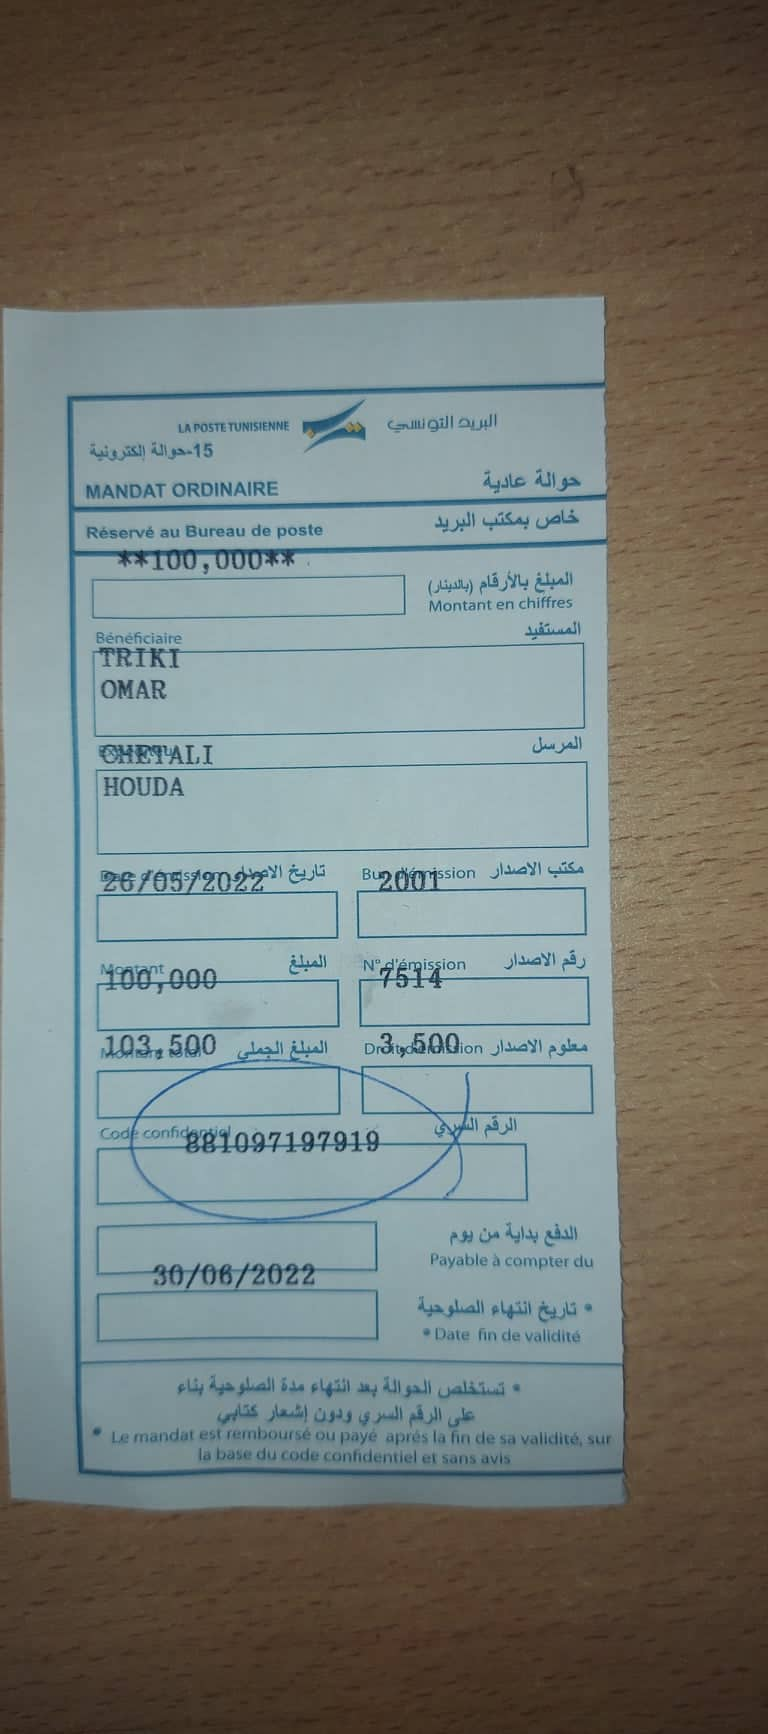 LA POSTE TUNISIENNE البريد التونسي
15-حوالة إلكترونية
MANDAT ORDINAIRE حوالة عادية
Réservé au Bureau de poste خاص بمكتب البريد
**100,000**
المبلغ بالأرقام (بالدينار)
Montant en chiffres
Bénéficiaire المستفيد
TRIKI
OMAR
المرسل
CHETALI
HOUDA
Date d'émission تاريخ الاصدار Bur. d'émission مكتب الاصدار
26/05/2022 2001
Montant المبلغ N° d'émission رقم الاصدار
100,000 7514
Montant total المبلغ الجملي Droit d'émission معلوم الاصدار
103,500 3,500
Code confidentiel الرقم السري
881097197919
الدفع بداية من يوم
Payable à compter du
30/06/2022
* تاريخ انتهاء الصلوحية
* Date fin de validité
* تستخلص الحوالة بعد انتهاء مدة الصلوحية بناء
على الرقم السري ودون إشعار كتابي
* Le mandat est remboursé ou payé aprés la fin de sa validité, sur
la base du code confidentiel et sans avis